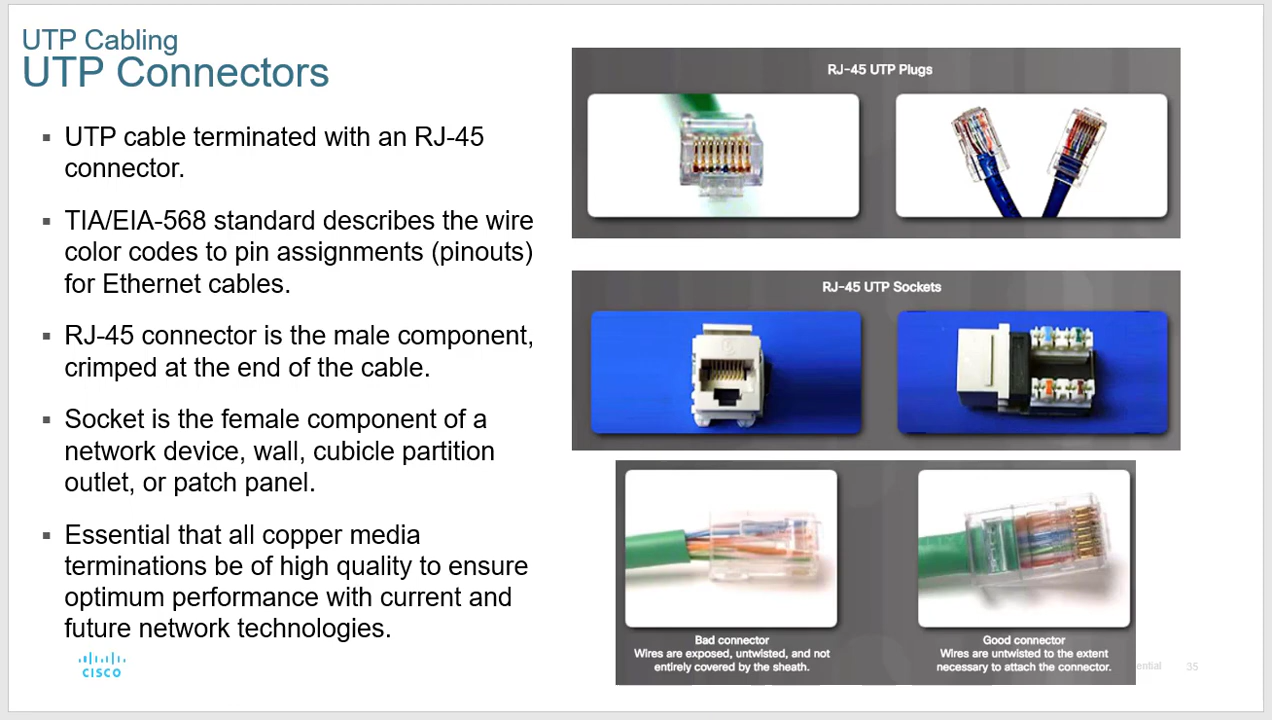 UTP Cabling
UTP Connectors
▪ UTP cable terminated with an RJ-45
connector.
▪ TIA/EIA-568 standard describes the wire
color codes to pin assignments (pinouts)
for Ethernet cables.
▪ RJ-45 connector is the male component,
crimped at the end of the cable.
▪ Socket is the female component of a
network device, wall, cubicle partition
outlet, or patch panel.
▪ Essential that all copper media
terminations be of high quality to ensure
optimum performance with current and
future network technologies.
RJ-45 UTP Plugs
RJ-45 UTP Sockets
Bad connector
Wires are exposed, untwisted, and not
entirely covered by the sheath.
Good connector
Wires are untwisted to the extent
necessary to attach the connector.
CISCO
ential
35